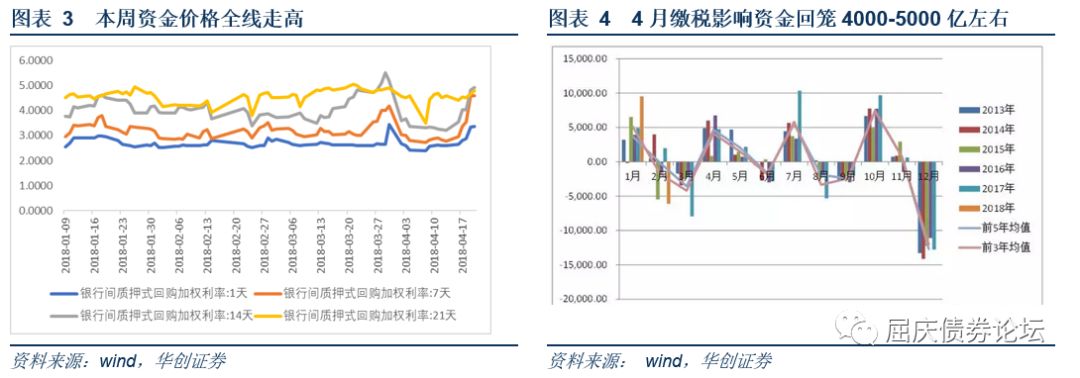 图表 3 本周资金价格全线走高
6.0000
5.0000
4.0000
3.0000
2.0000
1.0000
0.0000
2018-01-09
2018-01-16
2018-01-23
2018-01-30
2018-02-06
2018-02-13
2018-02-20
2018-02-27
2018-03-06
2018-03-13
2018-03-20
2018-03-27
2018-04-03
2018-04-10
2018-04-17
银行间质押式回购加权利率:1天
银行间质押式回购加权利率:7天
银行间质押式回购加权利率:14天
银行间质押式回购加权利率:21天
资料来源：wind，华创证券
图表 4 4 月缴税影响资金回笼 4000-5000 亿左右
15,000.00
10,000.00
5,000.00
0.00
-5,000.00
-10,000.00
-15,000.00
-20,000.00
1月
2月
3月
4月
5月
6月
7月
8月
9月
10月
11月
12月
2013年
2014年
2015年
2016年
2017年
2018年
前5年均值
前3年均值
屈庆债券论坛
资料来源： wind，华创证券